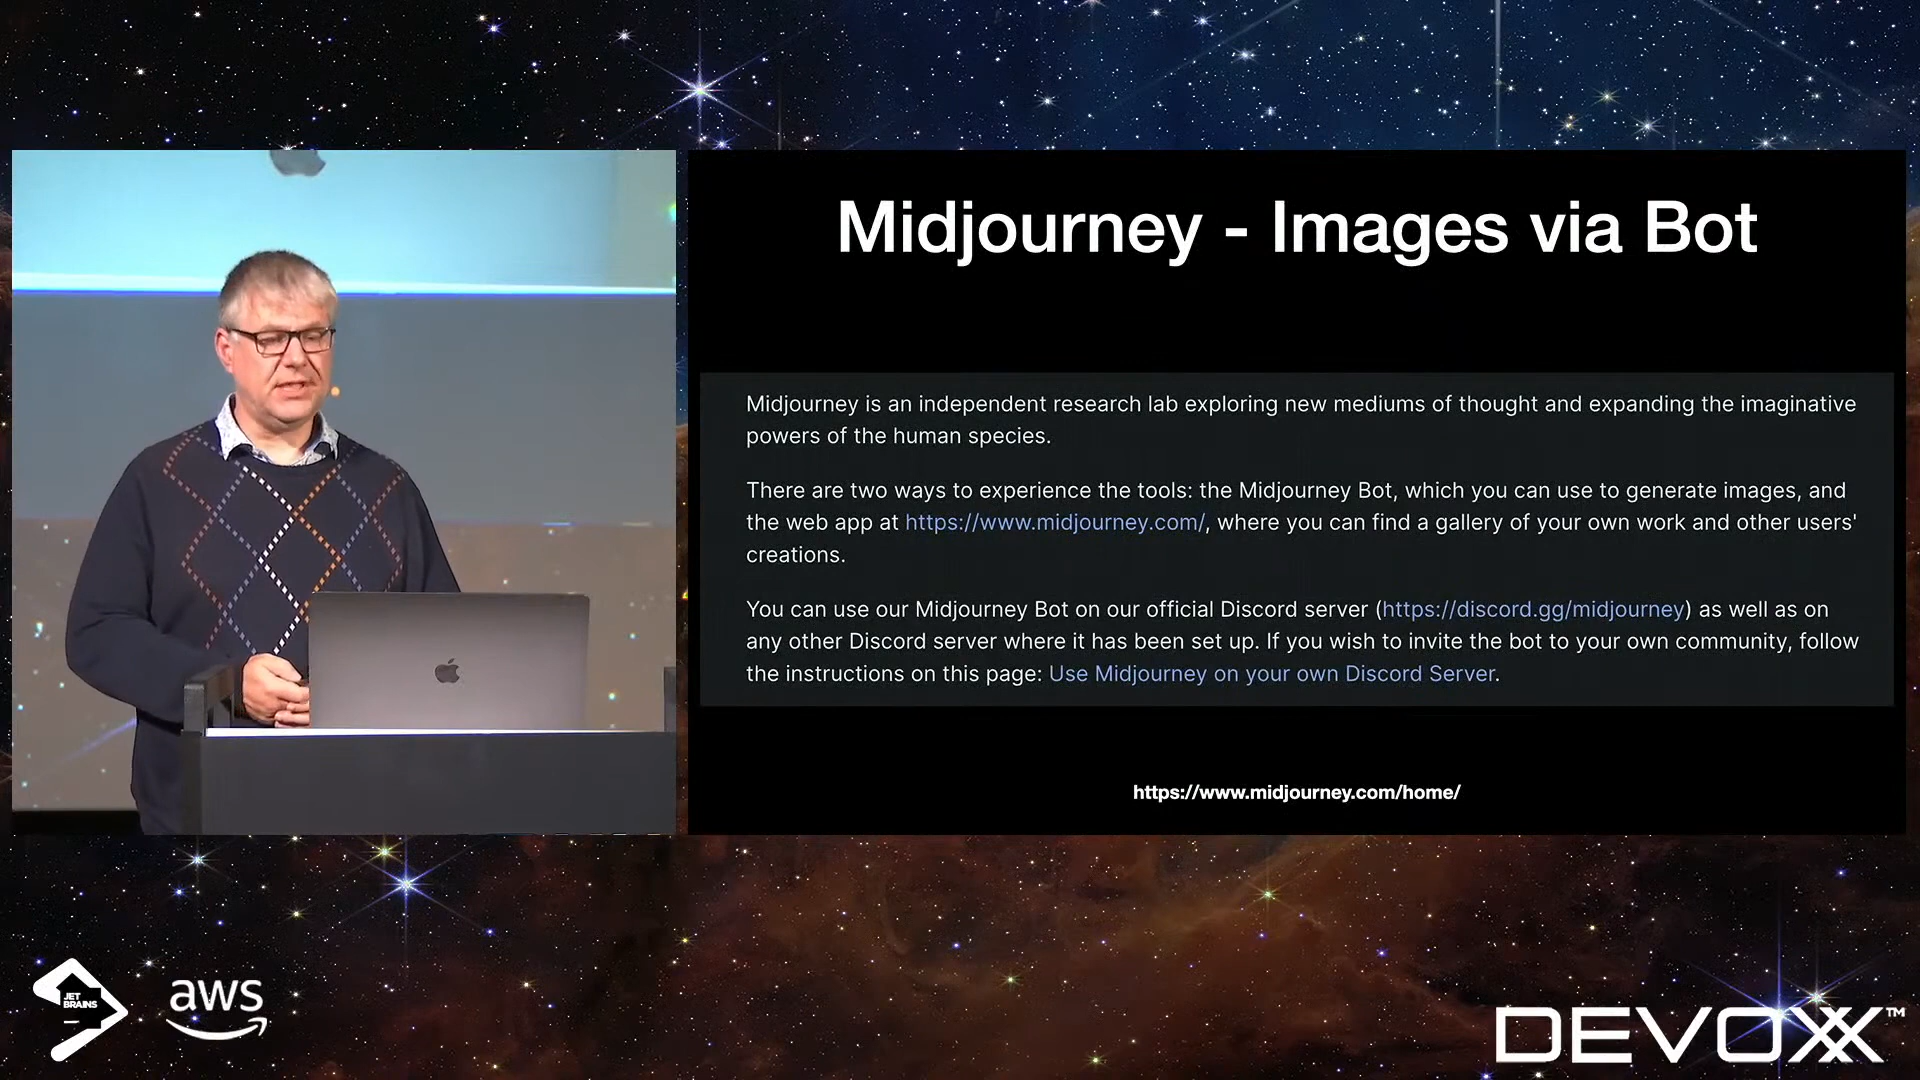 Midjourney - Images via Bot
Midjourney is an independent research lab exploring new mediums of thought and expanding the imaginative
powers of the human species.
There are two ways to experience the tools: the Midjourney Bot, which you can use to generate images, and
the web app at https://www.midjourney.com/, where you can find a gallery of your own work and other users'
creations.
You can use our Midjourney Bot on our official Discord server (https://discord.gg/midjourney) as well as on
any other Discord server where it has been set up. If you wish to invite the bot to your own community, follow
the instructions on this page: Use Midjourney on your own Discord Server.
https://www.midjourney.com/home/
JET
BRAINS
aws
DEVOXX™